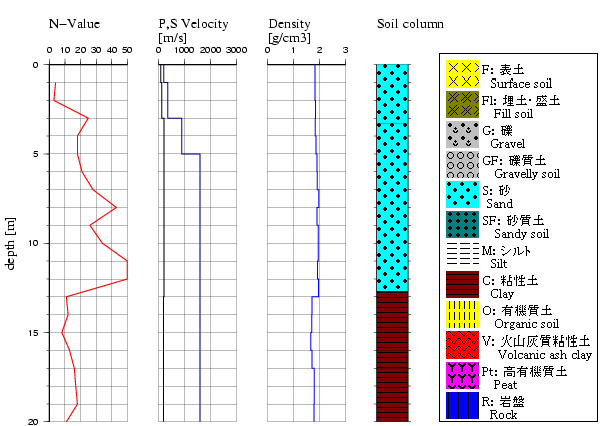 N-Value
P,S Velocity
[m/s]
Density
[g/cm3]
Soil column
0 10 20 30 40 50
0 1000 2000 3000
0 1 2 3
0
5
10
15
20
depth [m]
F: 表土
Surface soil
Fl: 埋土・盛土
Fill soil
G: 礫
Gravel
GF: 礫質土
Gravelly soil
S: 砂
Sand
SF: 砂質土
Sandy soil
M: シルト
Silt
C: 粘性土
Clay
O: 有機質土
Organic soil
V: 火山灰質粘性土
Volcanic ash clay
Pt: 高有機質土
Peat
R: 岩盤
Rock